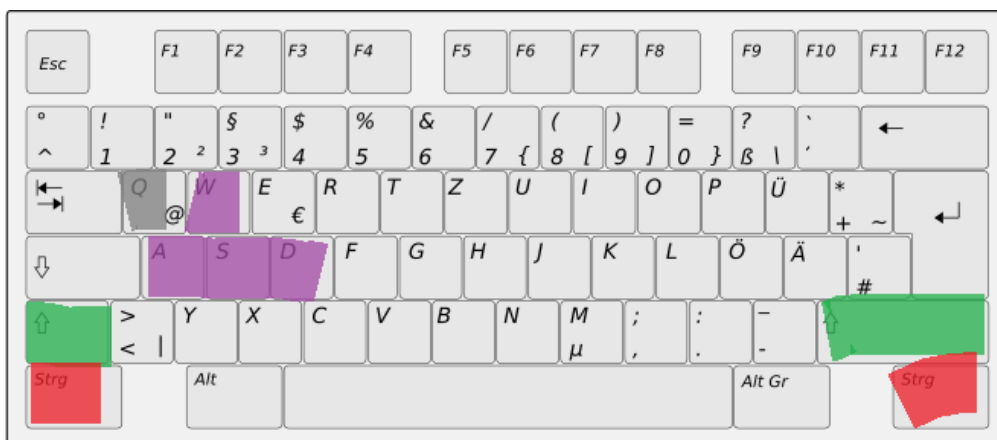 Esc F1 F2 F3 F4 F5 F6 F7 F8 F9 F10 F11 F12
° ! " § $ % & / ( ) = ? `
^ 1 2 ² 3 ³ 4 5 6 7 { 8 [ 9 ] 0 } ß \ ´
Q W E R T Z U I O P Ü *
@ € + ~
A S D F G H J K L Ö Ä '
#
> Y X C V B N M ; : _
< | µ , . -
Strg Alt Alt Gr Strg